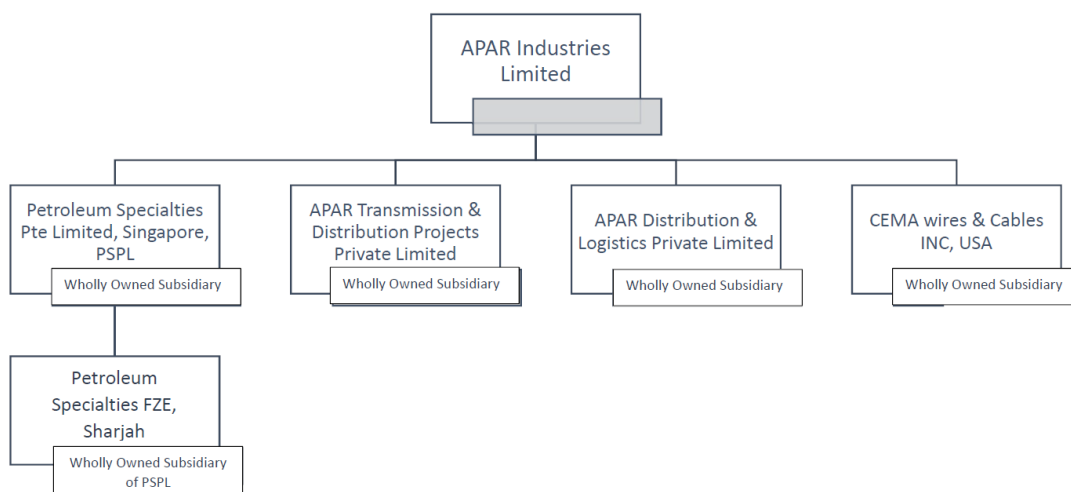 APAR Industries
Limited
Petroleum Specialties
Pte Limited, Singapore,
PSPL
Wholly Owned Subsidiary
APAR Transmission &
Distribution Projects
Private Limited
Wholly Owned Subsidiary
APAR Distribution &
Logistics Private Limited
Wholly Owned Subsidiary
CEMA wires & Cables
INC, USA
Wholly Owned Subsidiary
Petroleum
Specialties FZE,
Sharjah
Wholly Owned Subsidiary
of PSPL